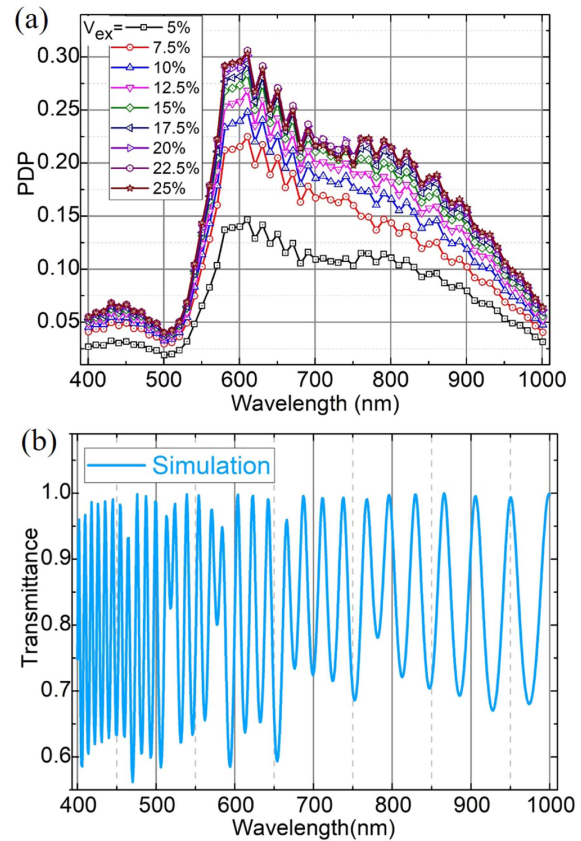 (a)
Vex= 5%
7.5%
10%
12.5%
15%
17.5%
20%
22.5%
25%
0.30
0.25
0.20
0.15
0.10
0.05
PDP
400 500 600 700 800 900 1000
Wavelength (nm)
(b)
Simulation
1.0
0.9
0.8
0.7
0.6
Transmittance
400 500 600 700 800 900 1000
Wavelength(nm)